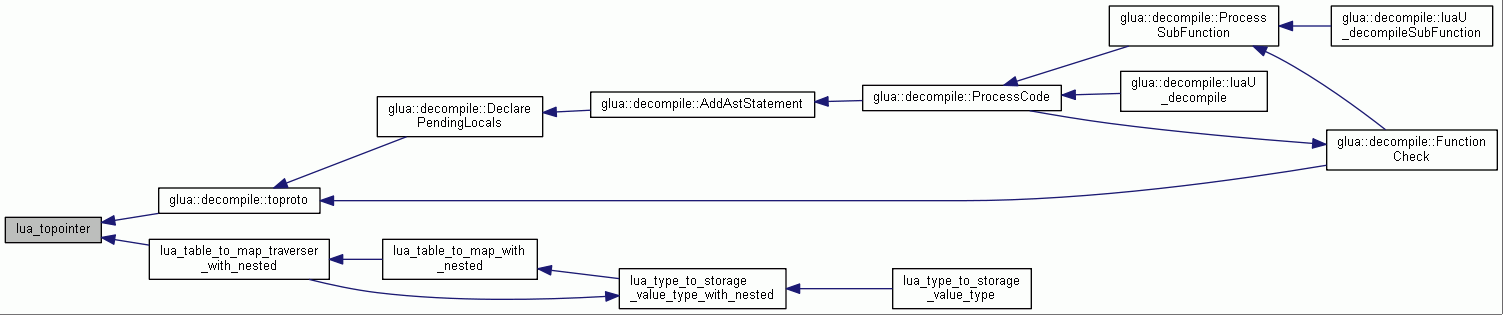 glua::decompile::Process
SubFunction
glua::decompile::luaU
_decompileSubFunction
glua::decompile::luaU
_decompile
glua::decompile::ProcessCode
glua::decompile::AddAstStatement
glua::decompile::Declare
PendingLocals
glua::decompile::Function
Check
glua::decompile::toproto
lua_topointer
lua_table_to_map_traverser
_with_nested
lua_table_to_map_with
_nested
lua_type_to_storage
_value_type_with_nested
lua_type_to_storage
_value_type